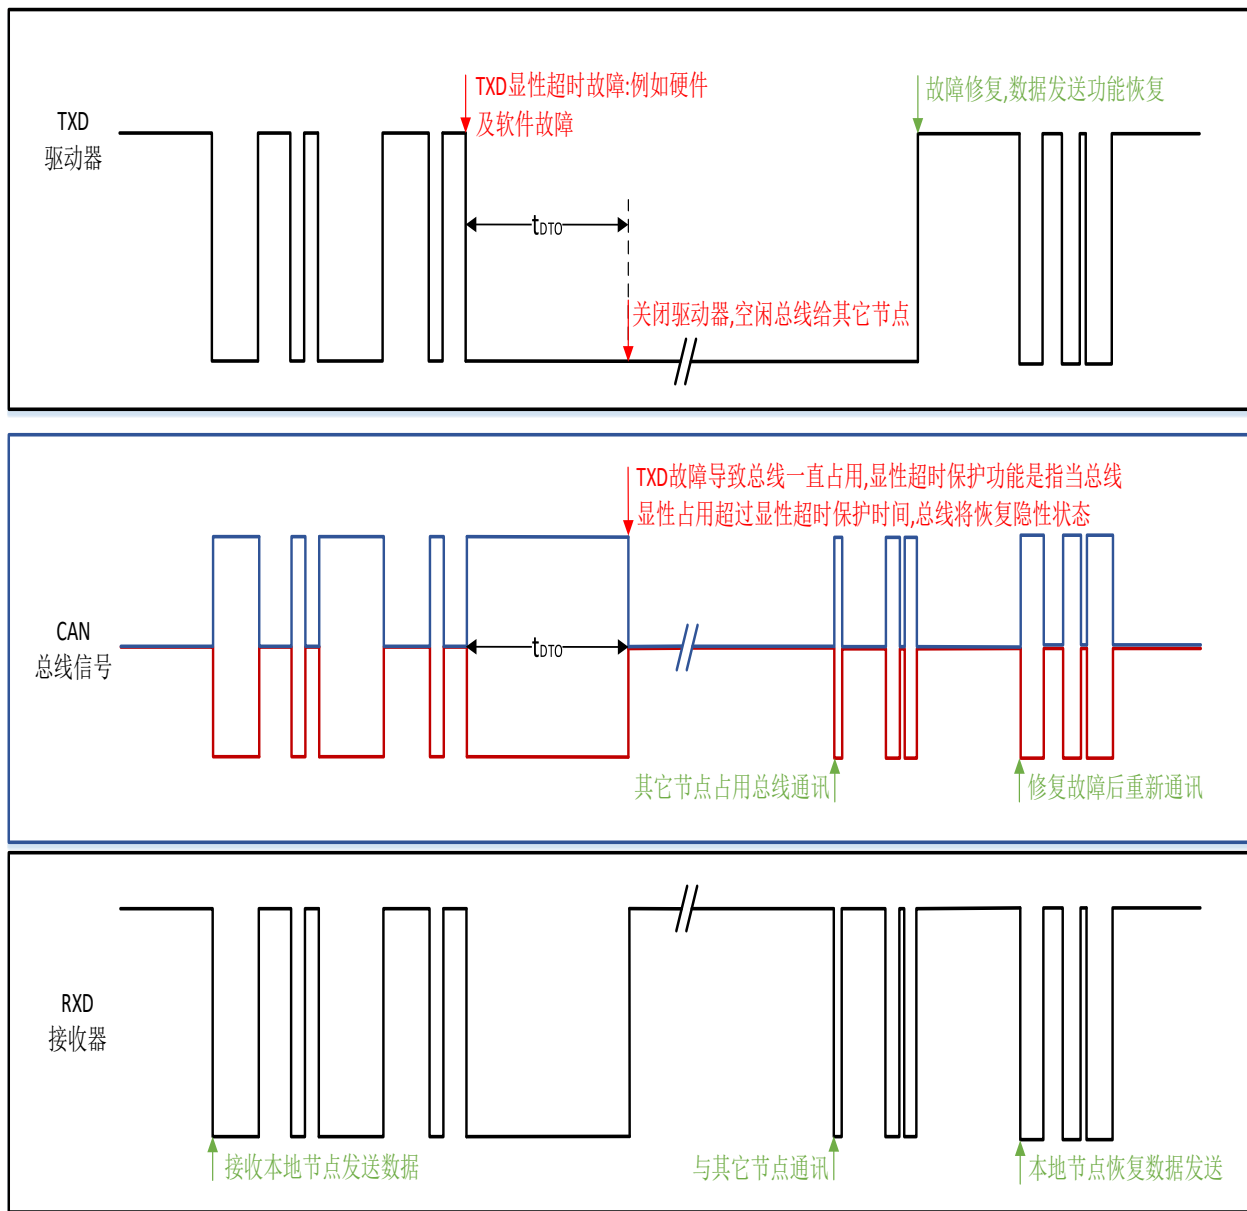 TXD显性超时故障:例如硬件
及软件故障
故障修复,数据发送功能恢复
TXD
驱动器
tDTO
关闭驱动器,空闲总线给其它节点
TXD故障导致总线一直占用,显性超时保护功能是指当总线
显性占用超过显性超时保护时间,总线将恢复隐性状态
CAN
总线信号
tDTO
其它节点占用总线通讯
修复故障后重新通讯
RXD
接收器
接收本地节点发送数据
与其它节点通讯
本地节点恢复数据发送